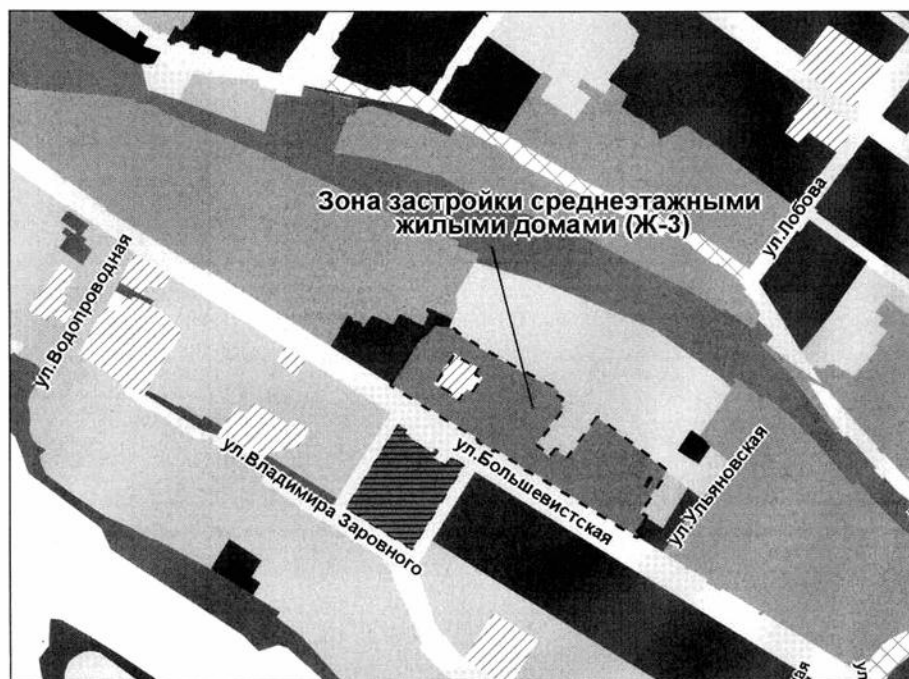 Зона застройки среднеэтажными
жилыми домами (Ж-3)
ул.Лобова
ул.Водопроводная
ул.Владимира Заровного
ул.Большевистская
ул.Ульяновская